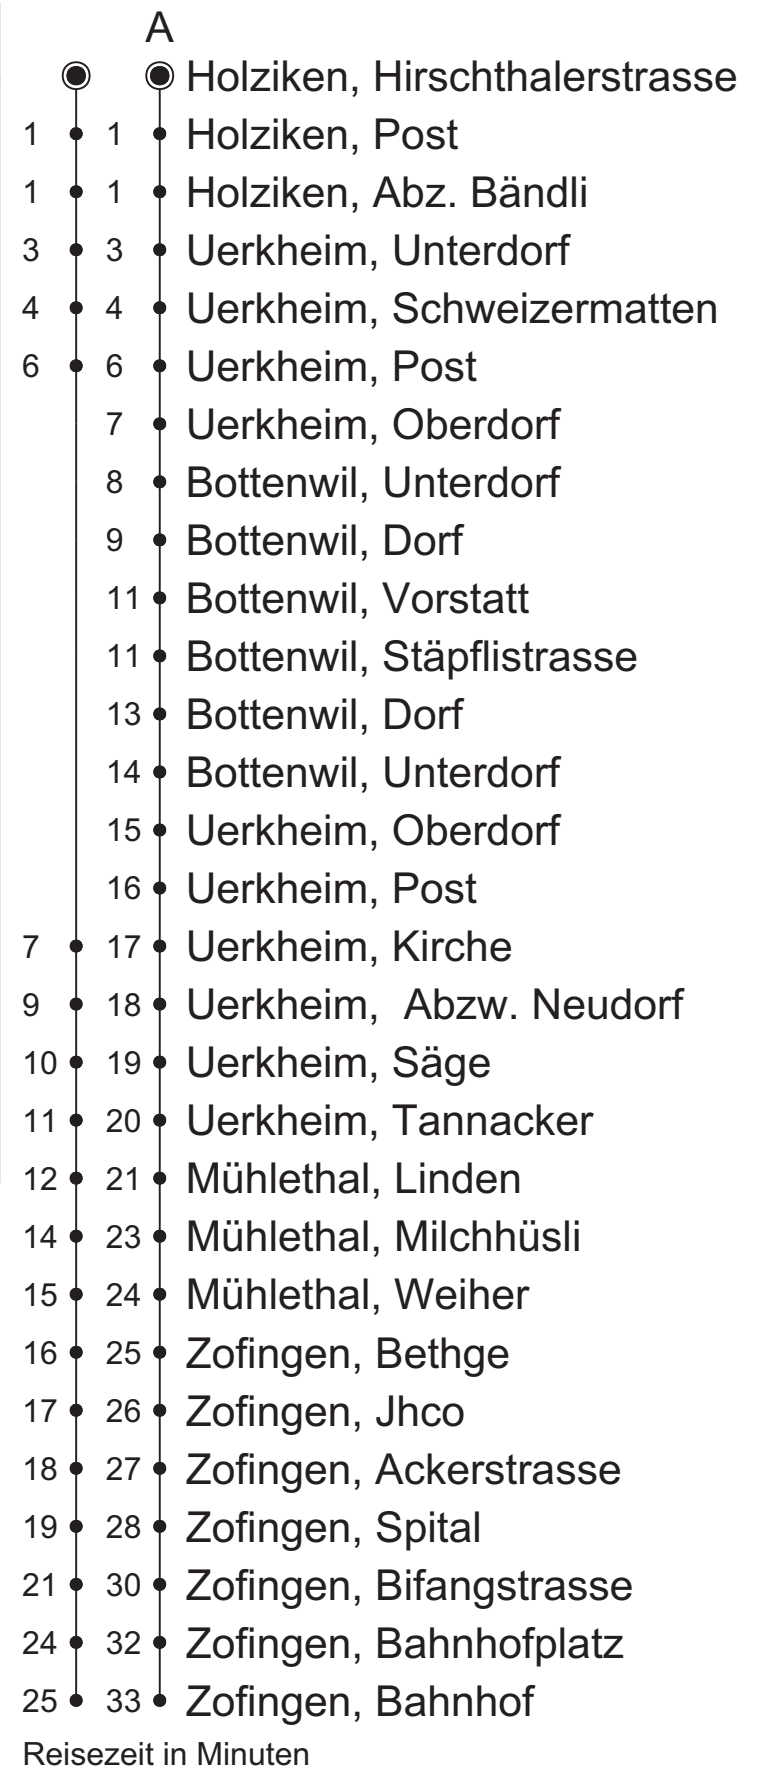 A
Holziken, Hirschthalerstrasse
1 1 Holziken, Post
1 1 Holziken, Abz. Bändli
3 3 Uerkheim, Unterdorf
4 4 Uerkheim, Schweizermatten
6 6 Uerkheim, Post
7 Uerkheim, Oberdorf
8 Bottenwil, Unterdorf
9 Bottenwil, Dorf
11 Bottenwil, Vorstatt
11 Bottenwil, Stäpflistrasse
13 Bottenwil, Dorf
14 Bottenwil, Unterdorf
15 Uerkheim, Oberdorf
16 Uerkheim, Post
7 17 Uerkheim, Kirche
9 18 Uerkheim, Abzw. Neudorf
10 19 Uerkheim, Säge
11 20 Uerkheim, Tannacker
12 21 Mühlethal, Linden
14 23 Mühlethal, Milchhüsli
15 24 Mühlethal, Weiher
16 25 Zofingen, Bethge
17 26 Zofingen, Jhco
18 27 Zofingen, Ackerstrasse
19 28 Zofingen, Spital
21 30 Zofingen, Bifangstrasse
24 32 Zofingen, Bahnhofplatz
25 33 Zofingen, Bahnhof
Reisezeit in Minuten